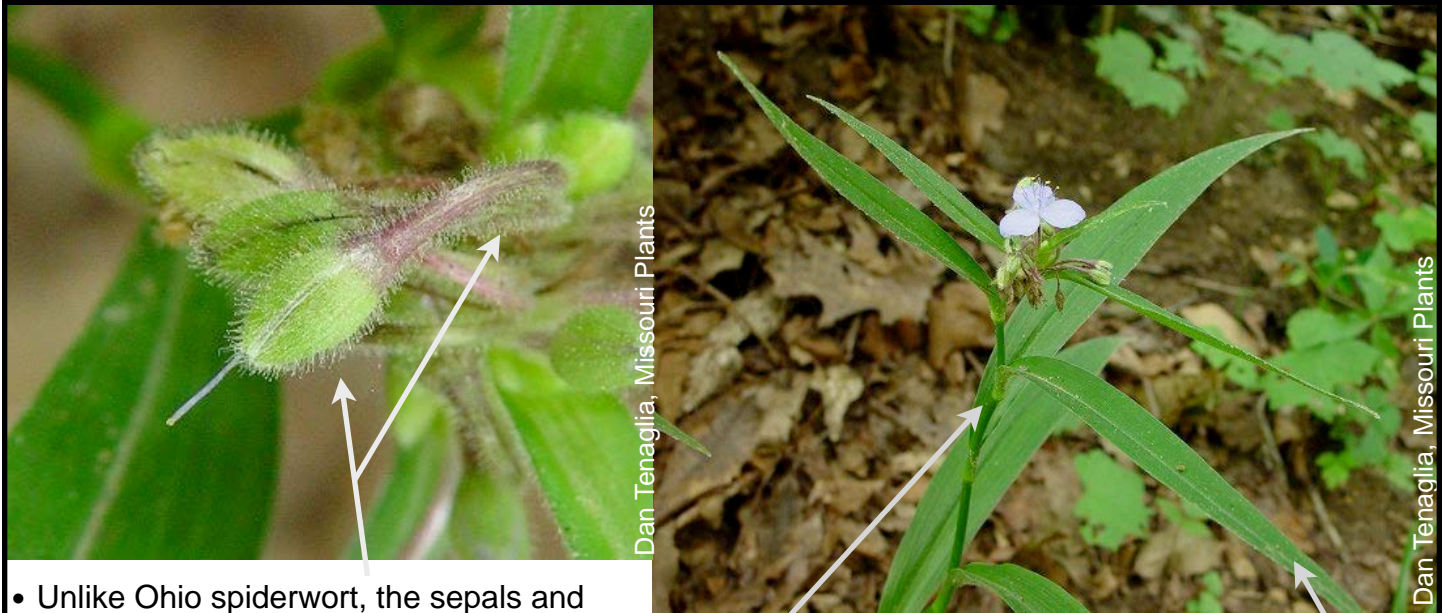 Dan Tenaglia, Missouri Plants
Dan Tenaglia, Missouri Plants
• Unlike Ohio spiderwort, the sepals and